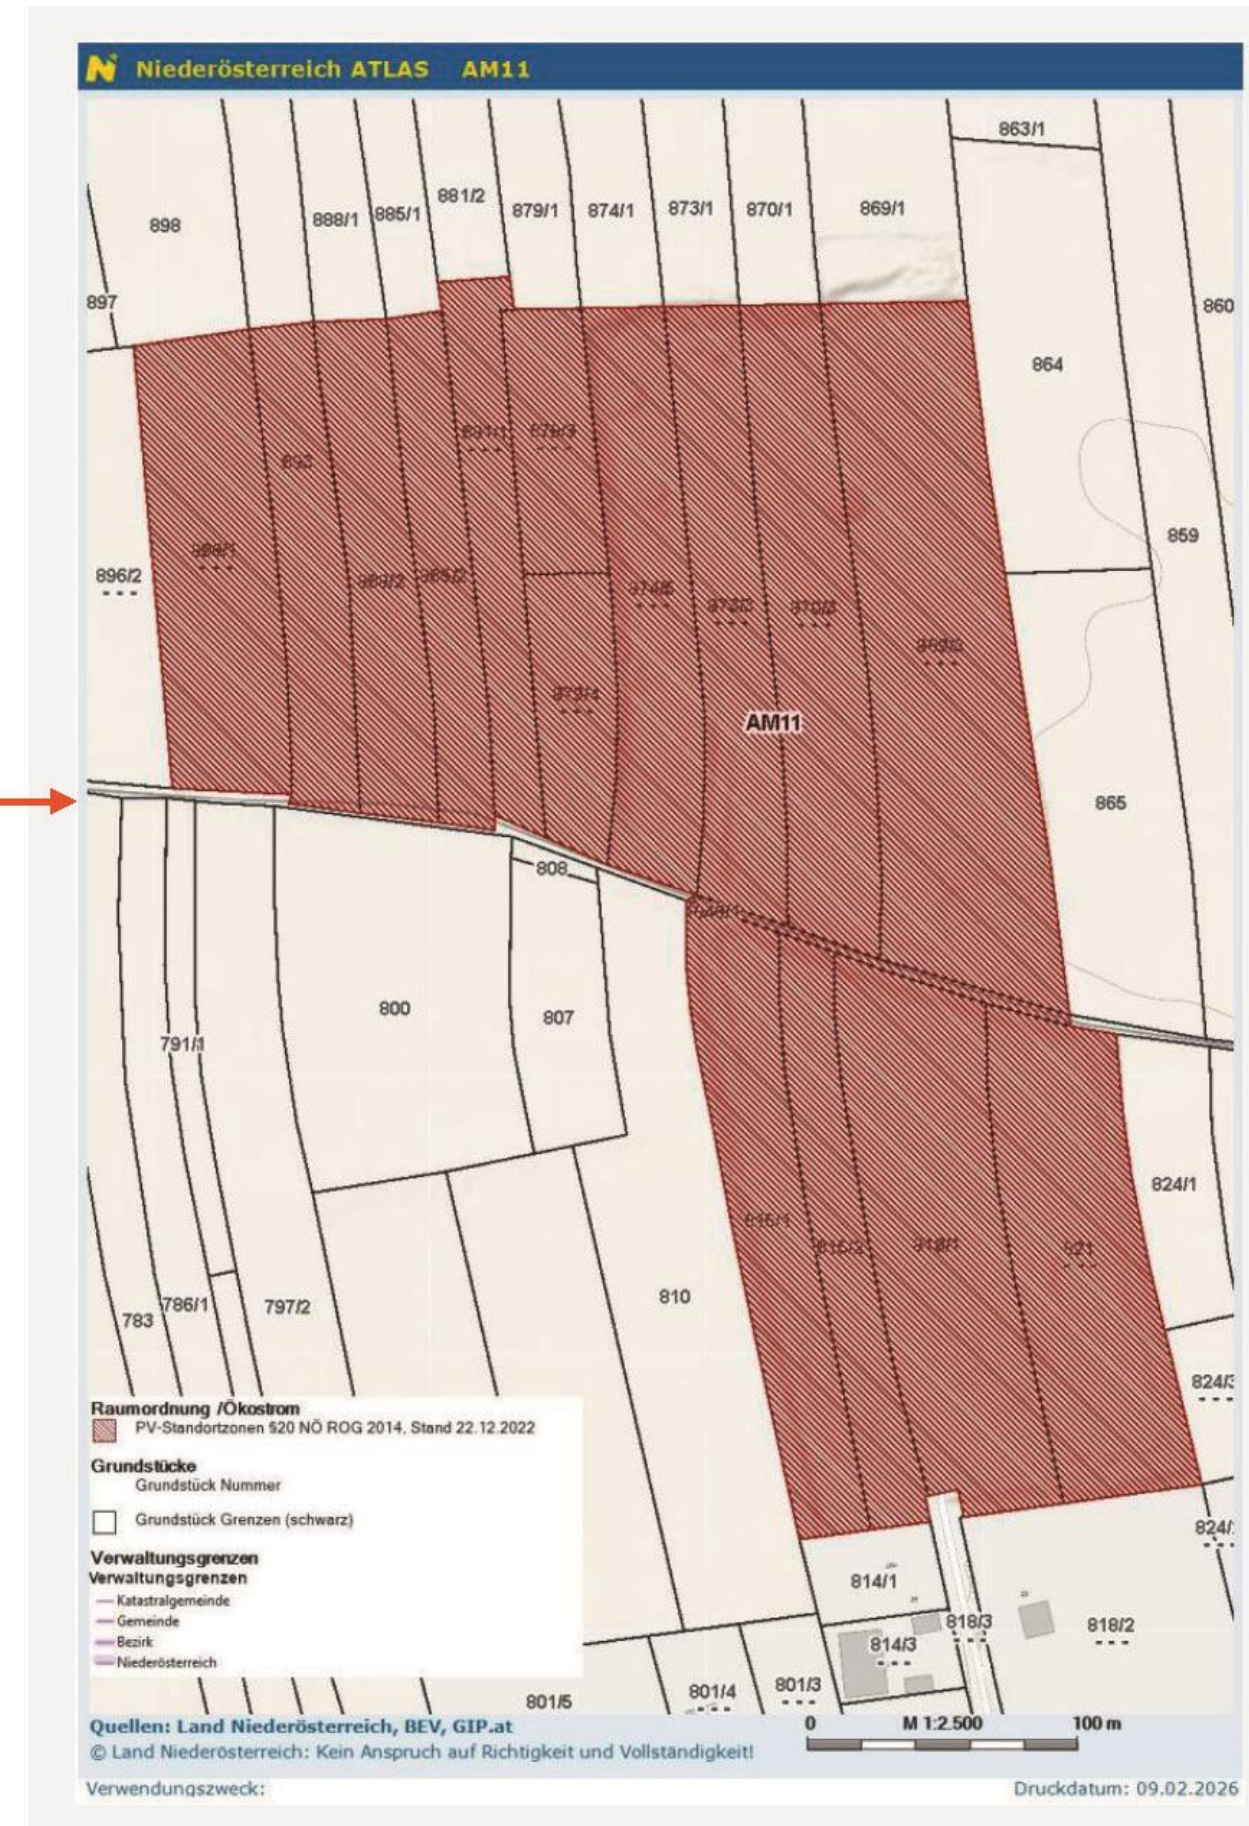 Niederösterreich ATLAS AM11
863/1
881/2
898
888/1
885/1
879/1
874/1
873/1
870/1
869/1
897
860
864
859
896/2
AM11
865
808
800
807
791/1
824/1
810
783
786/1
797/2
824/3
Raumordnung /Ökostrom
PV-Standortzonen §20 NÖ ROG 2014, Stand 22.12.2022
Grundstücke
Grundstück Nummer
Grundstück Grenzen (schwarz)
Verwaltungsgrenzen
Verwaltungsgrenzen
Katastralgemeinde
Gemeinde
Bezirk
Niederösterreich
814/1
818/3
818/2
814/3
801/5
801/4
801/3
Quellen: Land Niederösterreich, BEV, GIP.at
0 M 1:2.500 100 m
© Land Niederösterreich: Kein Anspruch auf Richtigkeit und Vollständigkeit!
Verwendungszweck:
Druckdatum: 09.02.2026